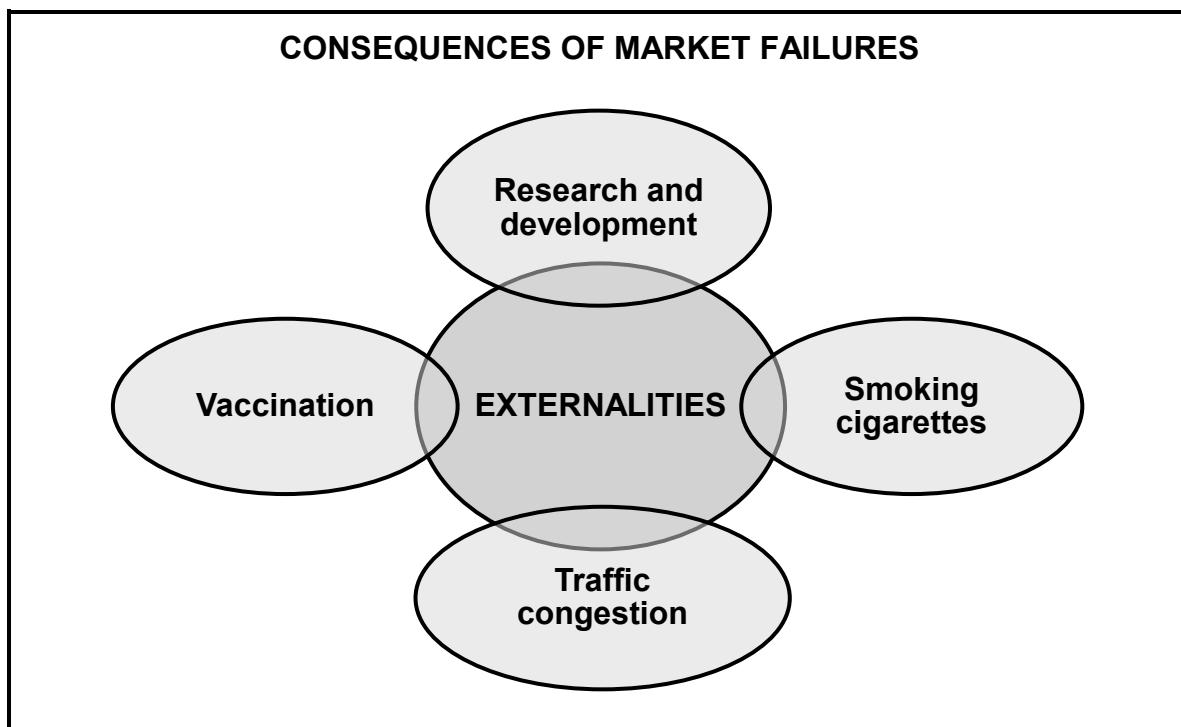 CONSEQUENCES OF MARKET FAILURES
Research and
development
Vaccination
EXTERNALITIES
Smoking
cigarettes
Traffic
congestion